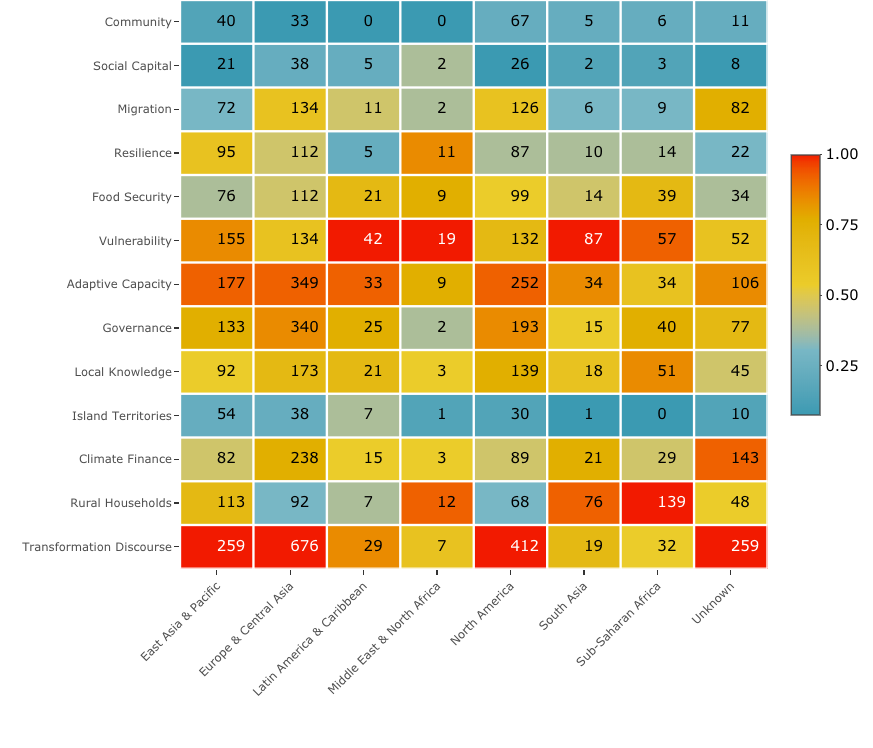 Community 40 33 0 0 67 5 6 11
Social Capital 21 38 5 2 26 2 3 8
Migration 72 134 11 2 126 6 9 82
Resilience 95 112 5 11 87 10 14 22
Food Security 76 112 21 9 99 14 39 34
Vulnerability 155 134 42 19 132 87 57 52
Adaptive Capacity 177 349 33 9 252 34 34 106
Governance 133 340 25 2 193 15 40 77
Local Knowledge 92 173 21 3 139 18 51 45
Island Territories 54 38 7 1 30 1 0 10
Climate Finance 82 238 15 3 89 21 29 143
Rural Households 113 92 7 12 68 76 139 48
Transformation Discourse 259 676 29 7 412 19 32 259
East Asia & Pacific
Europe & Central Asia
Latin America & Caribbean
Middle East & North Africa
North America
South Asia
Sub-Saharan Africa
Unknown
1.00
0.75
0.50
0.25